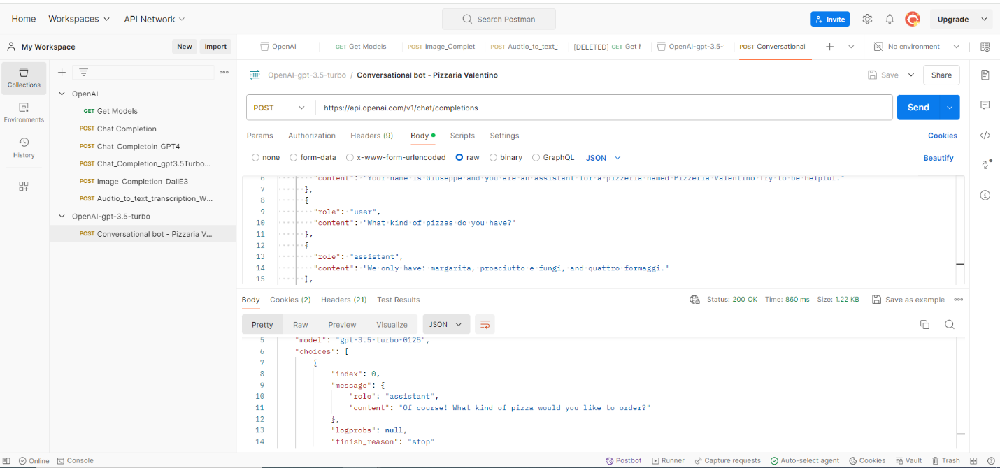 Home Workspaces API Network Search Postman Invite Upgrade
My Workspace New Import OpenAI GET Get Models POST Image_Complet POST Audtio_to_text_ [DELETED] GET Get M OpenAI-gpt-3.5- POST Conversational No environment
Collections
Environments
History
OpenAI
GET Get Models
POST Chat Completion
POST Chat_Completoin_GPT4
POST Chat_Completion_gpt3.5Turbo...
POST Image_Completion_DallE3
POST Audtio_to_text_transcription_W...
OpenAI-gpt-3.5-turbo
POST Conversational bot - Pizzaria V...
HTTP OpenAI-gpt-3.5-turbo / Conversational bot - Pizzaria Valentino Save Share
POST https://api.openai.com/v1/chat/completions Send
Params Authorization Headers (9) Body Scripts Settings Cookies
none form-data x-www-form-urlencoded raw binary GraphQL JSON Beautify
6 "content": "Your name is Giuseppe and you are an assistant for a pizzeria named Pizzeria Valentino Try to be helpful."
7 },
8 {
9 "role": "user",
10 "content": "What kind of pizzas do you have?"
11 },
12 {
13 "role": "assistant",
14 "content": "We only have: margarita, prosciutto e fungi, and quattro formaggi."
15 },
Body Cookies (2) Headers (21) Test Results Status: 200 OK Time: 860 ms Size: 1.22 KB Save as example
Pretty Raw Preview Visualize JSON
5 "model": "gpt-3.5-turbo-0125",
6 "choices": [
7 {
8 "index": 0,
9 "message": {
10 "role": "assistant",
11 "content": "Of course! What kind of pizza would you like to order?"
12 },
13 "logprobs": null,
14 "finish_reason": "stop"
Online Console Postbot Runner Capture requests Auto-select agent Cookies Vault Trash